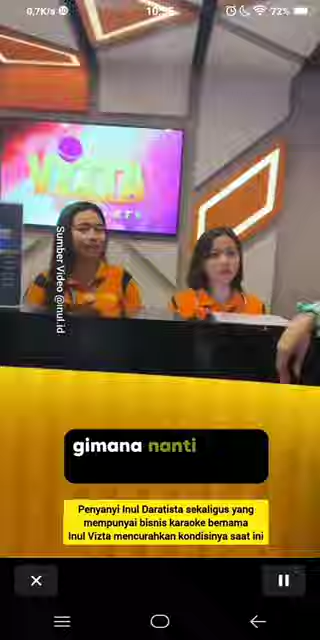 0,7K/s
72%
VIZTA
Sumber Video @inul.id
gimana nanti
Penyanyi Inul Daratista sekaligus yang
mempunyai bisnis karaoke bernama
Inul Vizta mencurahkan kondisinya saat ini